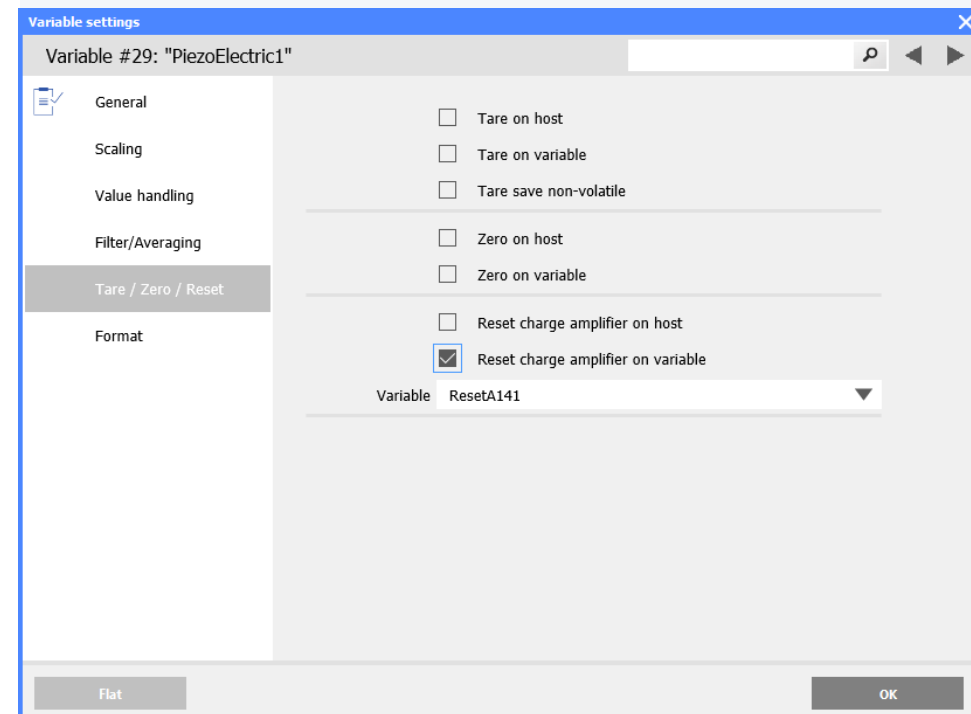 Variable settings
Variable #29: "PiezoElectric1"
General
Scaling
Value handling
Filter/Averaging
Tare / Zero / Reset
Format
Tare on host
Tare on variable
Tare save non-volatile
Zero on host
Zero on variable
Reset charge amplifier on host
Reset charge amplifier on variable
Variable ResetA141
Flat
OK